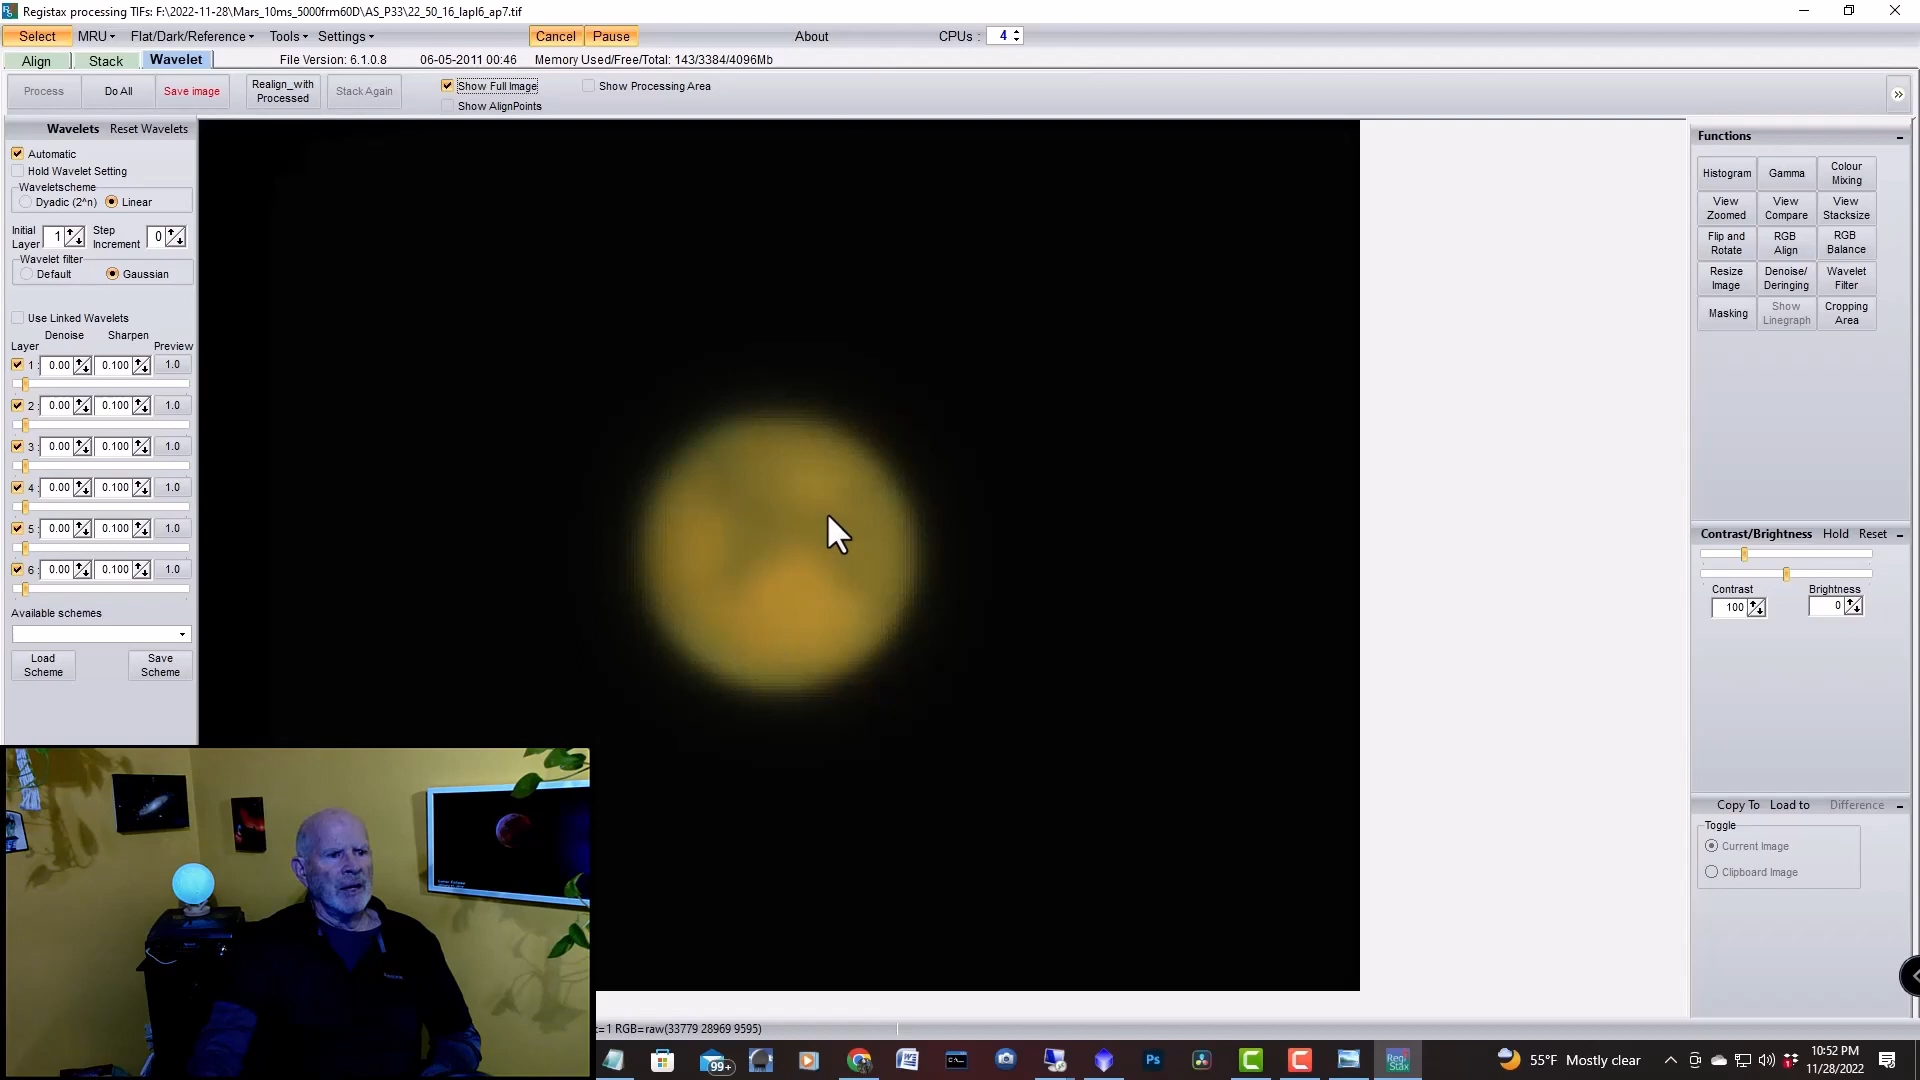 Registax processing TIFs: F:\2022-11-28\Mars_10ms_5000frm60D\AS_P33\22_50_16_lapl6_ap7.tif
Select MRU Flat/Dark/Reference Tools Settings Cancel Pause About CPUs : 4
Align Stack Wavelet File Version: 6.1.0.8 06-05-2011 00:46 Memory Used/Free/Total: 143/3384/4096Mb
Process Do All Save image Realign_with Processed Stack Again
Show Full Image Show Processing Area
Show AlignPoints
Wavelets Reset Wavelets
Automatic
Hold Wavelet Setting
Waveletscheme
Dyadic (2^n) Linear
Initial Layer 1 Step Increment 0
Wavelet filter
Default Gaussian
Use Linked Wavelets
Denoise Sharpen
Layer Preview
1 : 0.00 0.100 1.0
2 : 0.00 0.100 1.0
3 : 0.00 0.100 1.0
4 : 0.00 0.100 1.0
5 : 0.00 0.100 1.0
6 : 0.00 0.100 1.0
Available schemes
Load Scheme Save Scheme
Functions
Histogram Gamma Colour Mixing
View Zoomed View Compare View Stacksize
Flip and Rotate RGB Align RGB Balance
Resize Image Denoise/ Deringing Wavelet Filter
Masking Show Linegraph Cropping Area
Contrast/Brightness Hold Reset
Contrast Brightness
100 0
Copy To Load to Difference
Toggle
Current Image
Clipboard Image
=1 RGB=raw(33779 28969 9595)
99+ W Ps C C Regi Stax 55°F Mostly clear 10:52 PM
11/28/2022